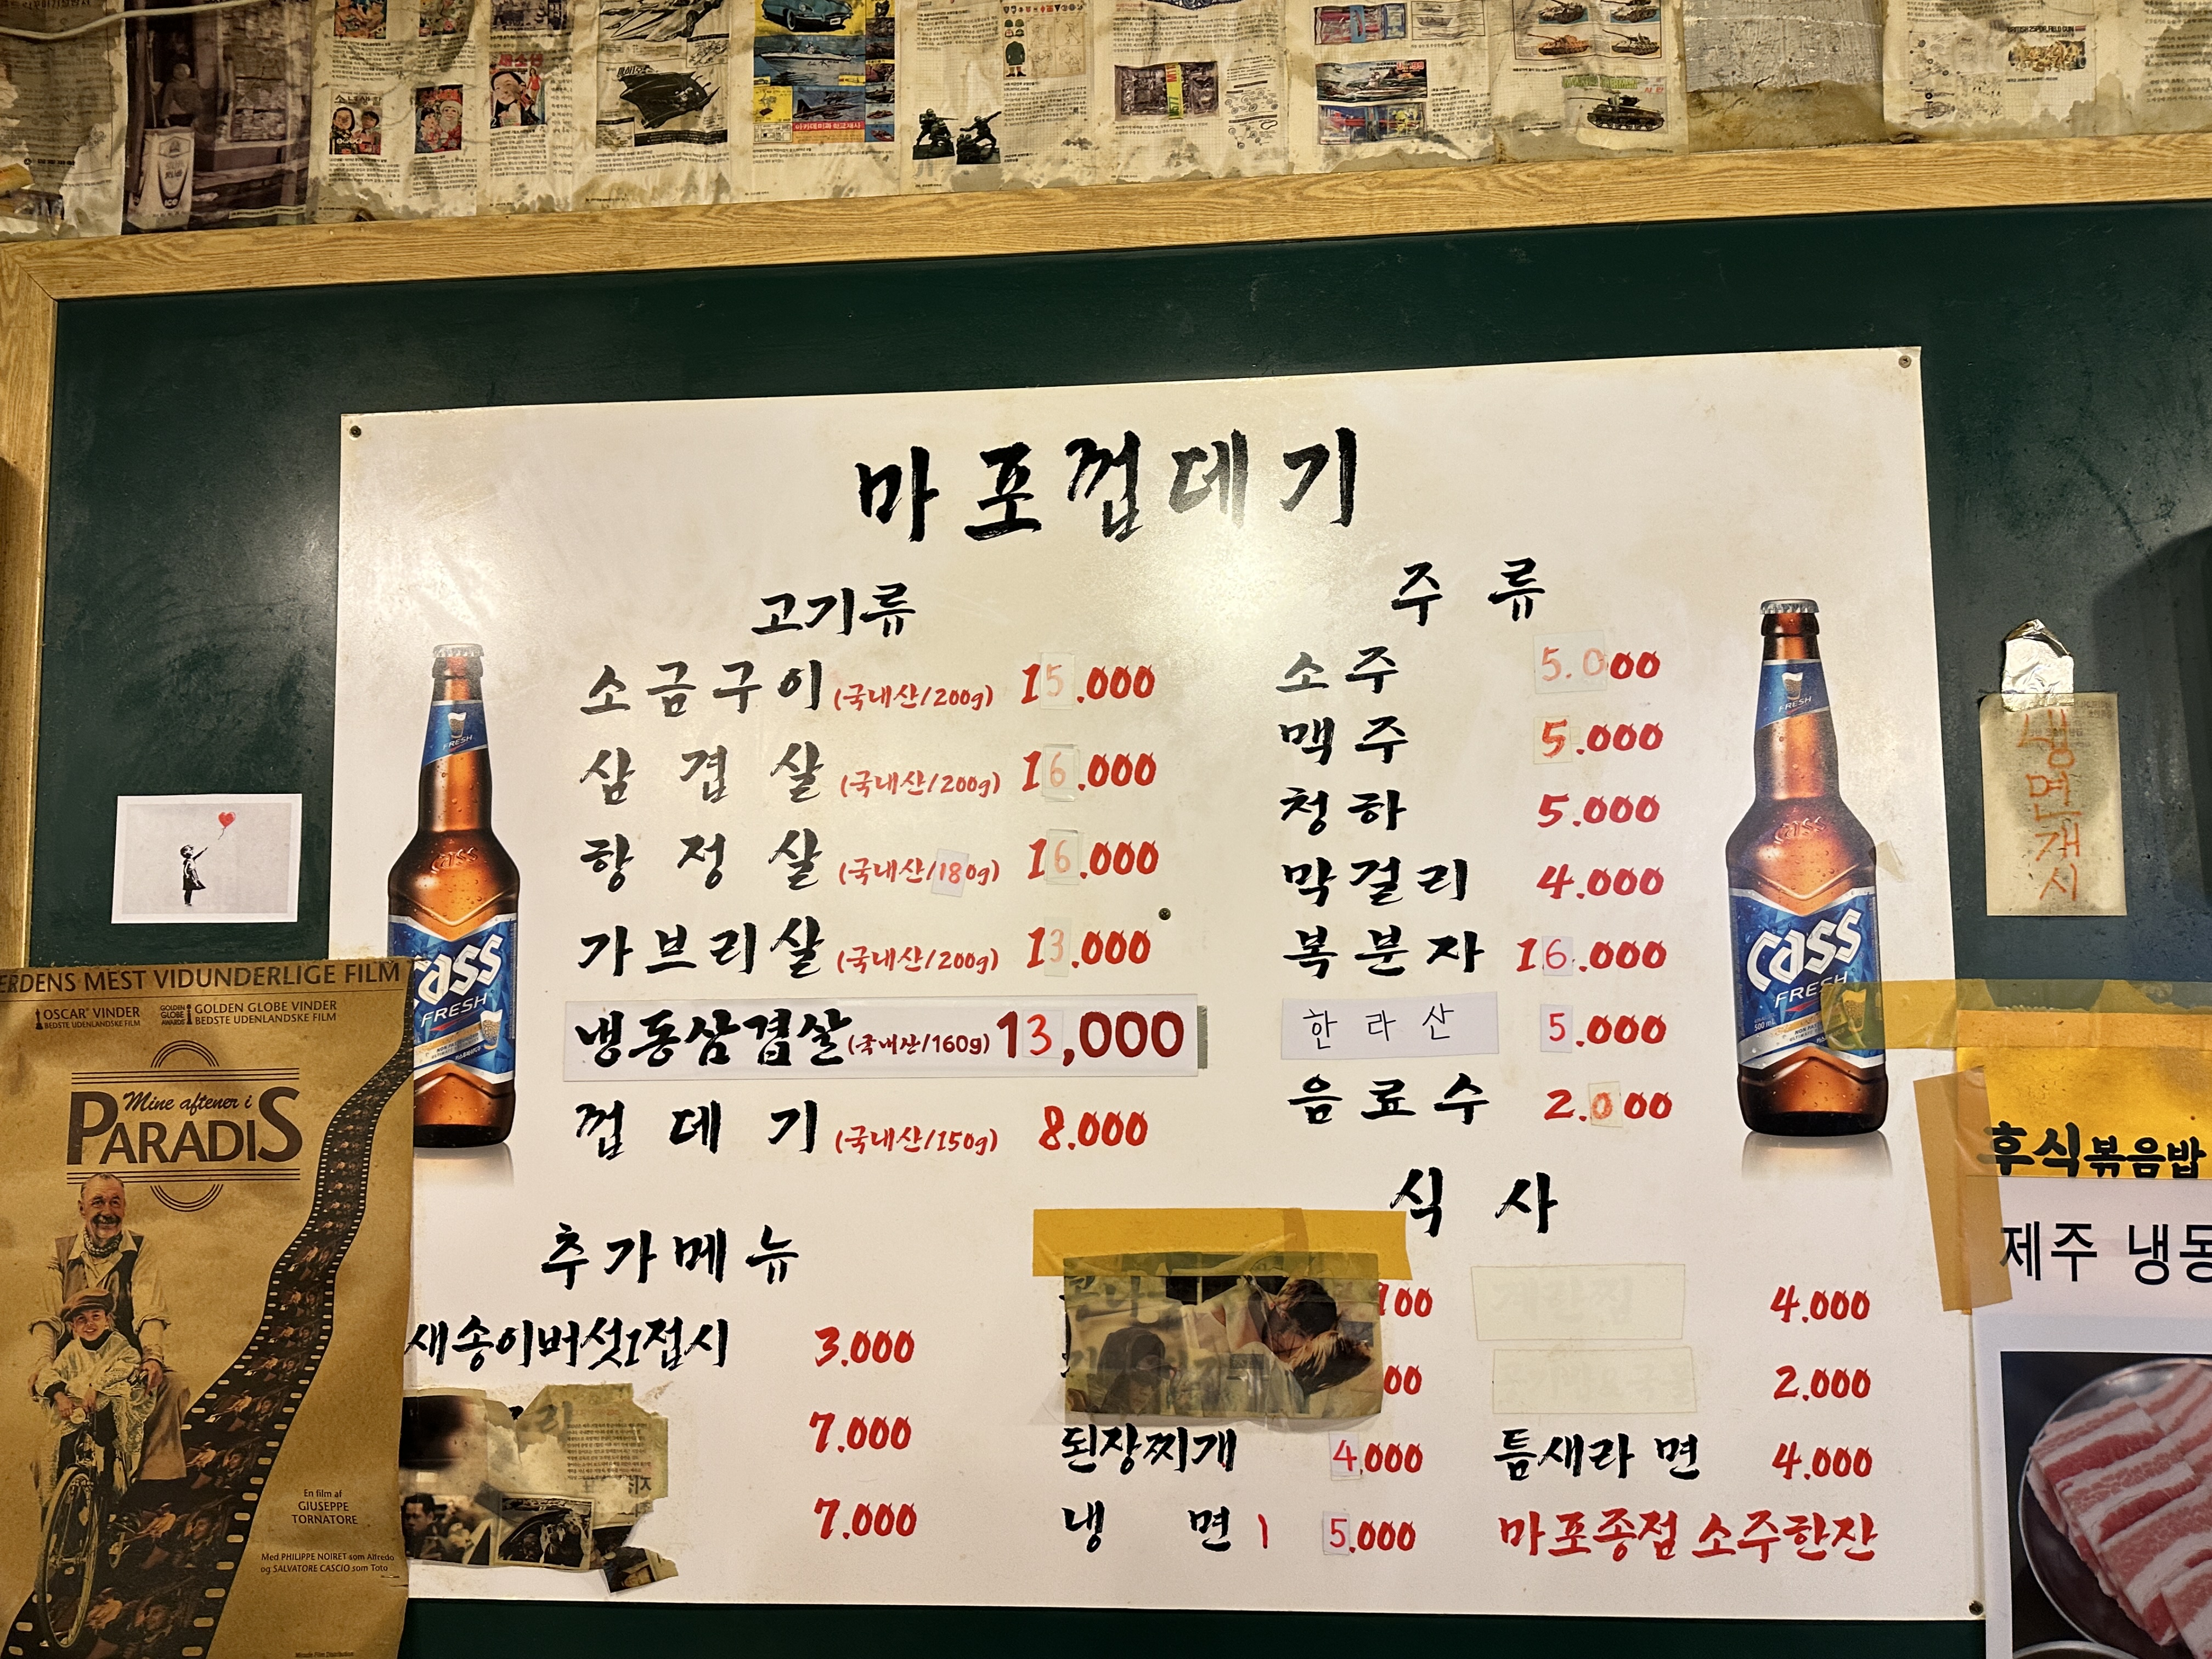 마포껍데기
고기류
소금구이 (국내산/200g) 15.000
삼겹살 (국내산/200g) 16.000
항정살 (국내산/180g) 16.000
가브리살 (국내산/200g) 13.000
냉동삼겹살 (국내산/160g) 13,000
껍데기 (국내산/150g) 8.000
주류
소주 5.000
맥주 5.000
청하 5.000
막걸리 4.000
복분자 16.000
한라산 5.000
음료수 2.000
추가메뉴
새송이버섯1접시 3.000
7.000
7.000
식사
00
00
된장찌개 4.000
냉면 5.000
계란찜 4.000
2.000
틈새라면 4.000
마포종점 소주한잔
Cass
FRESH
Cass
FRESH
냉면개시
후식볶음밥
제주 냉동
ERDENS MEST VIDUNDERLIGE FILM
OSCAR VINDER
BEDSTE UDENLANDSKE FILM
GOLDEN GLOBE AWARDS
GOLDEN GLOBE VINDER
BEDSTE UDENLANDSKE FILM
Mine aftener i
PARADIS
En film af
GIUSEPPE
TORNATORE
Med PHILIPPE NOIRET som Alfredo
og SALVATORE CASCIO som Toto